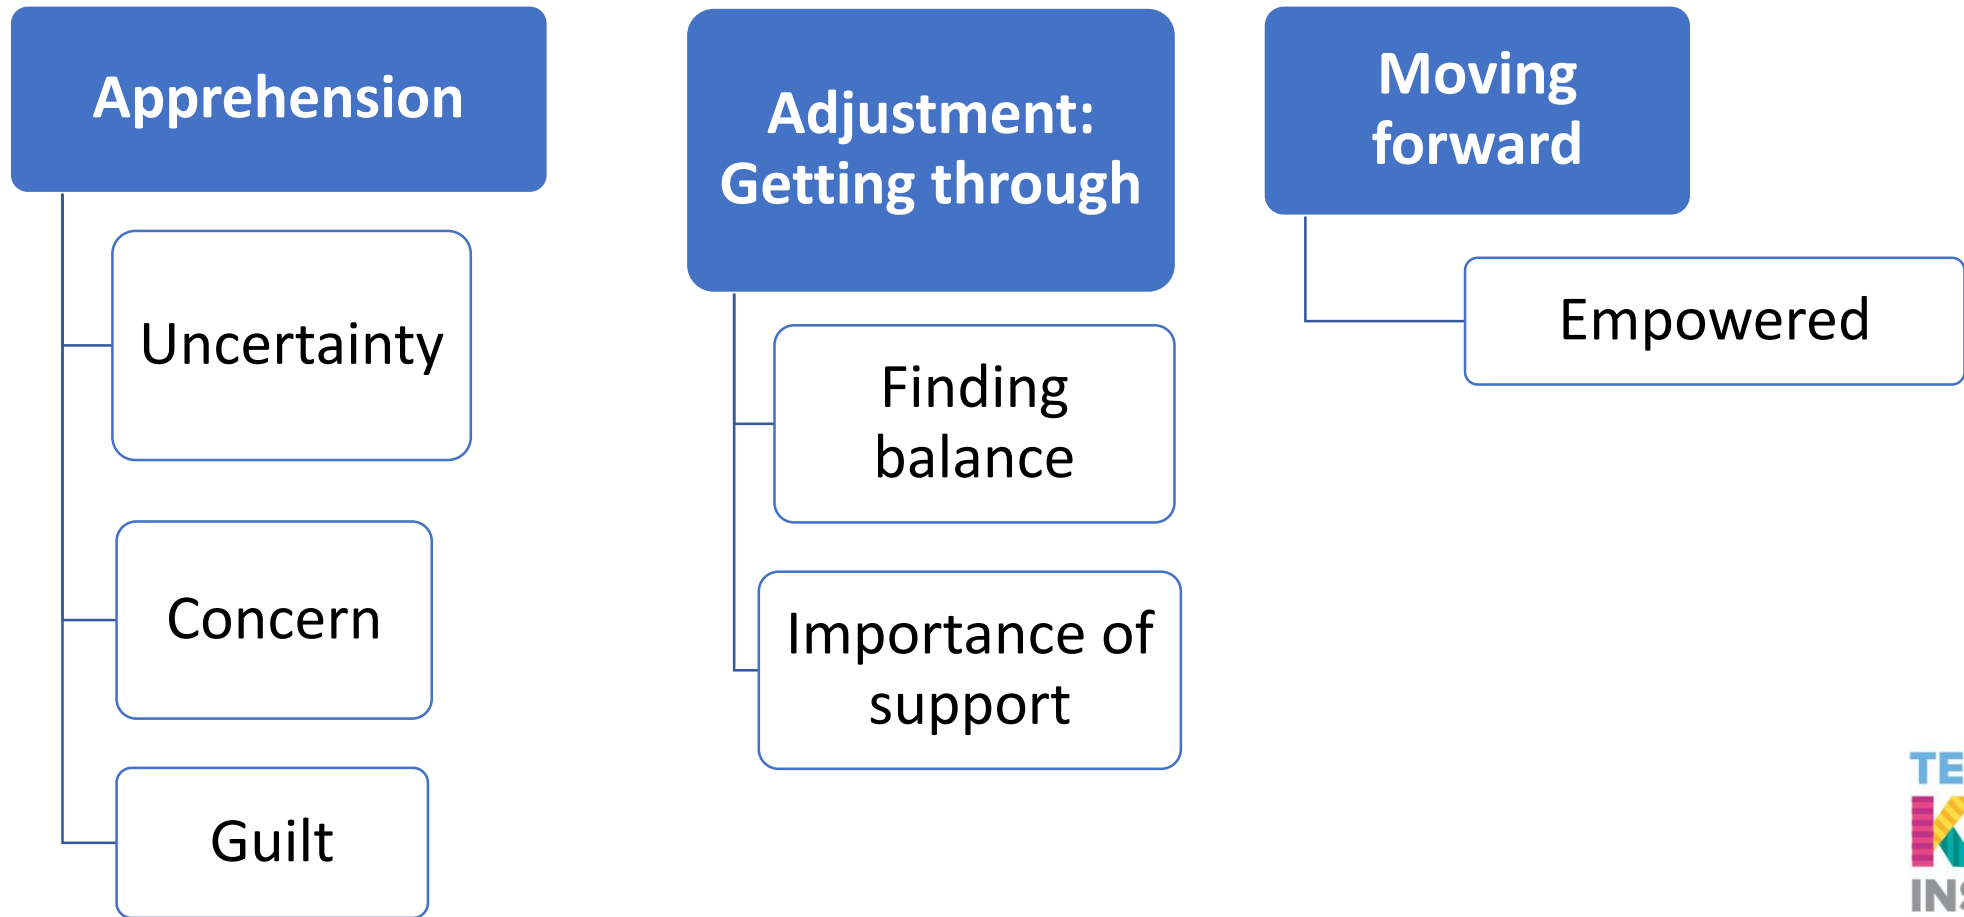 Apprehension
Uncertainty
Concern
Guilt
Adjustment:
Getting through
Finding
balance
Importance of
support
Moving
forward
Empowered